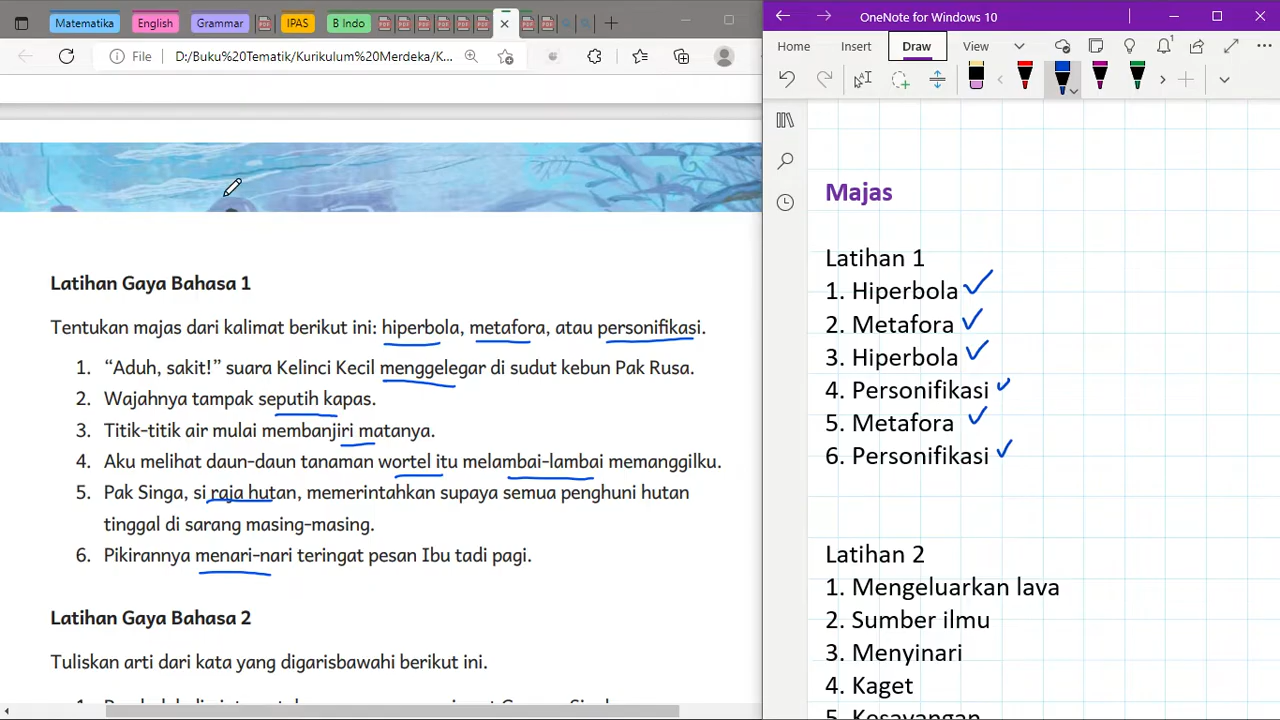 Matematika English Grammar IPAS B Indo
File D:/Buku%20Tematik/Kurikulum%20Merdeka/K...
Latihan Gaya Bahasa 1
Tentukan majas dari kalimat berikut ini: hiperbola, metafora, atau personifikasi.
1. “Aduh, sakit!” suara Kelinci Kecil menggelegar di sudut kebun Pak Rusa.
2. Wajahnya tampak seputih kapas.
3. Titik-titik air mulai membanjiri matanya.
4. Aku melihat daun-daun tanaman wortel itu melambai-lambai memanggilku.
5. Pak Singa, si raja hutan, memerintahkan supaya semua penghuni hutan
tinggal di sarang masing-masing.
6. Pikirannya menari-nari teringat pesan Ibu tadi pagi.
Latihan Gaya Bahasa 2
Tuliskan arti dari kata yang digarisbawahi berikut ini.
OneNote for Windows 10
Home Insert Draw View
Majas
Latihan 1
1. Hiperbola
2. Metafora
3. Hiperbola
4. Personifikasi
5. Metafora
6. Personifikasi
Latihan 2
1. Mengeluarkan lava
2. Sumber ilmu
3. Menyinari
4. Kaget
5. Kesayangan